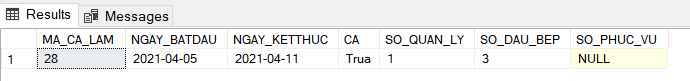 Results Messages
MA_CA_LAM NGAY_BATDAU NGAY_KETTHUC CA SO_QUAN_LY SO_DAU_BEP SO_PHUC_VU
1 28 2021-04-05 2021-04-11 Trua 1 3 NULL